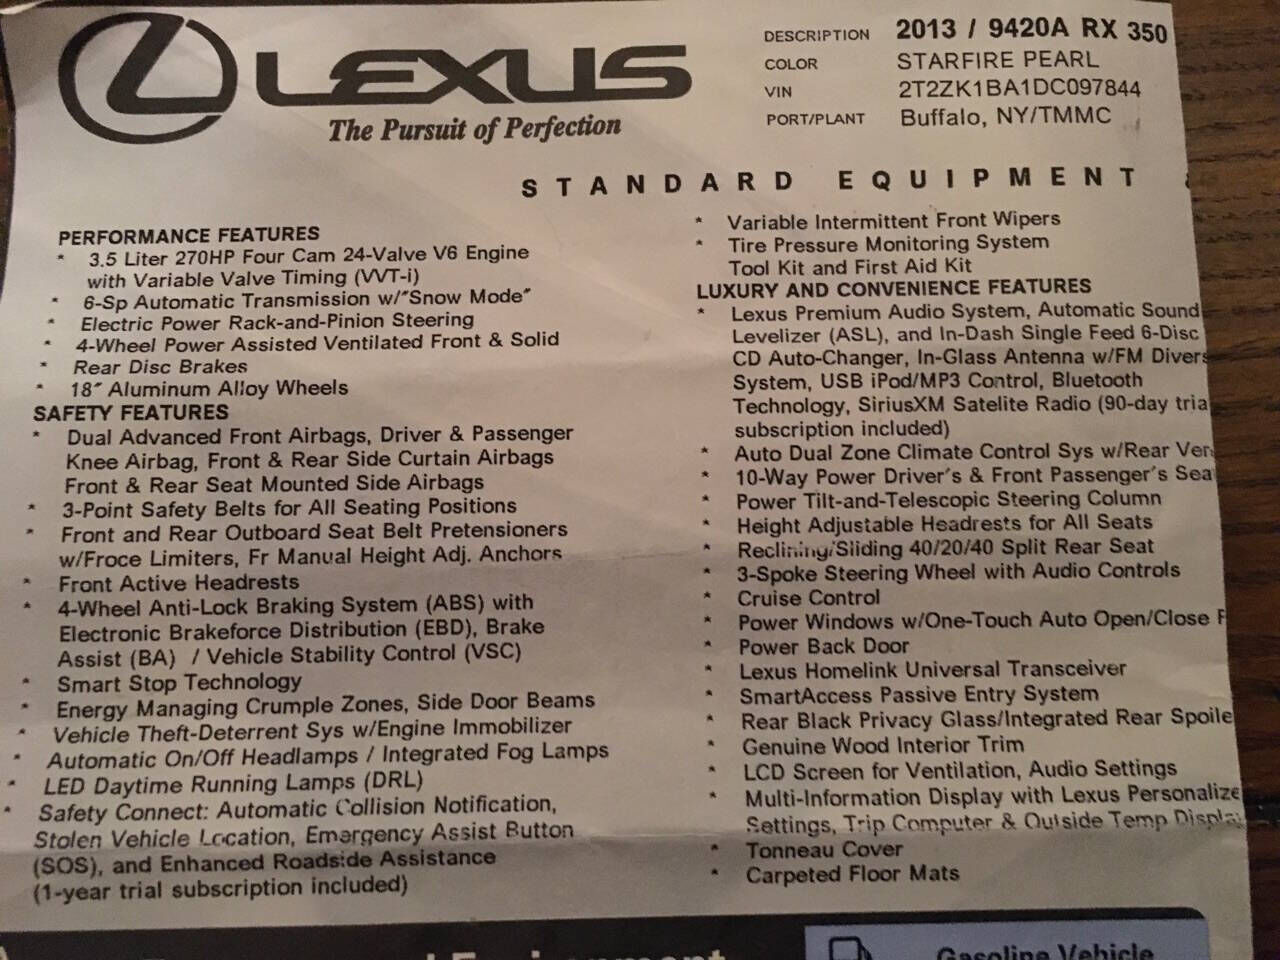 LEXUS
The Pursuit of Perfection
DESCRIPTION 2013 / 9420A RX 350
COLOR STARFIRE PEARL
VIN 2T2ZK1BA1DC097844
PORT/PLANT Buffalo, NY/TMMC
STANDARD EQUIPMENT
PERFORMANCE FEATURES
* 3.5 Liter 270HP Four Cam 24-Valve V6 Engine
with Variable Valve Timing (VVT-i)
* 6-Sp Automatic Transmission w/"Snow Mode"
* Electric Power Rack-and-Pinion Steering
* 4-Wheel Power Assisted Ventilated Front & Solid
* Rear Disc Brakes
* 18" Aluminum Alloy Wheels
SAFETY FEATURES
* Dual Advanced Front Airbags, Driver & Passenger
Knee Airbag, Front & Rear Side Curtain Airbags
Front & Rear Seat Mounted Side Airbags
* 3-Point Safety Belts for All Seating Positions
* Front and Rear Outboard Seat Belt Pretensioners
w/Froce Limiters, Fr Manual Height Adj. Anchors
* Front Active Headrests
* 4-Wheel Anti-Lock Braking System (ABS) with
Electronic Brakeforce Distribution (EBD), Brake
Assist (BA) / Vehicle Stability Control (VSC)
* Smart Stop Technology
* Energy Managing Crumple Zones, Side Door Beams
* Vehicle Theft-Deterrent Sys w/Engine Immobilizer
* Automatic On/Off Headlamps / Integrated Fog Lamps
* LED Daytime Running Lamps (DRL)
* Safety Connect: Automatic Collision Notification,
Stolen Vehicle Location, Emergency Assist Button
(SOS), and Enhanced Roadside Assistance
(1-year trial subscription included)
* Variable Intermittent Front Wipers
* Tire Pressure Monitoring System
Tool Kit and First Aid Kit
LUXURY AND CONVENIENCE FEATURES
* Lexus Premium Audio System, Automatic Sound
Levelizer (ASL), and In-Dash Single Feed 6-Disc
CD Auto-Changer, In-Glass Antenna w/FM Divers
System, USB iPod/MP3 Control, Bluetooth
Technology, SiriusXM Satelite Radio (90-day tria
subscription included)
* Auto Dual Zone Climate Control Sys w/Rear Ven
* 10-Way Power Driver's & Front Passenger's Sea
* Power Tilt-and-Telescopic Steering Column
* Height Adjustable Headrests for All Seats
* Reclining/Sliding 40/20/40 Split Rear Seat
* 3-Spoke Steering Wheel with Audio Controls
* Cruise Control
* Power Windows w/One-Touch Auto Open/Close F
* Power Back Door
* Lexus Homelink Universal Transceiver
* SmartAccess Passive Entry System
* Rear Black Privacy Glass/Integrated Rear Spoile
* Genuine Wood Interior Trim
* LCD Screen for Ventilation, Audio Settings
* Multi-Information Display with Lexus Personalize
Settings, Trip Computer & Outside Temp Display
* Tonneau Cover
* Carpeted Floor Mats
Gasoline Vehicle